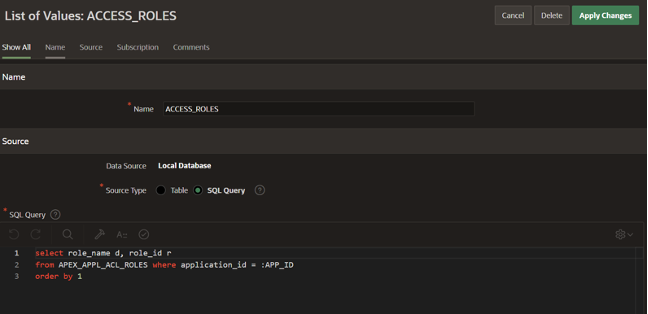 List of Values: ACCESS_ROLES
Cancel Delete Apply Changes
Show All Name Source Subscription Comments
Name
* Name ACCESS_ROLES
Source
Data Source Local Database
* Source Type Table SQL Query ?
* SQL Query ?
A::
1 select role_name d, role_id r
2 from APEX_APPL_ACL_ROLES where application_id = :APP_ID
3 order by 1